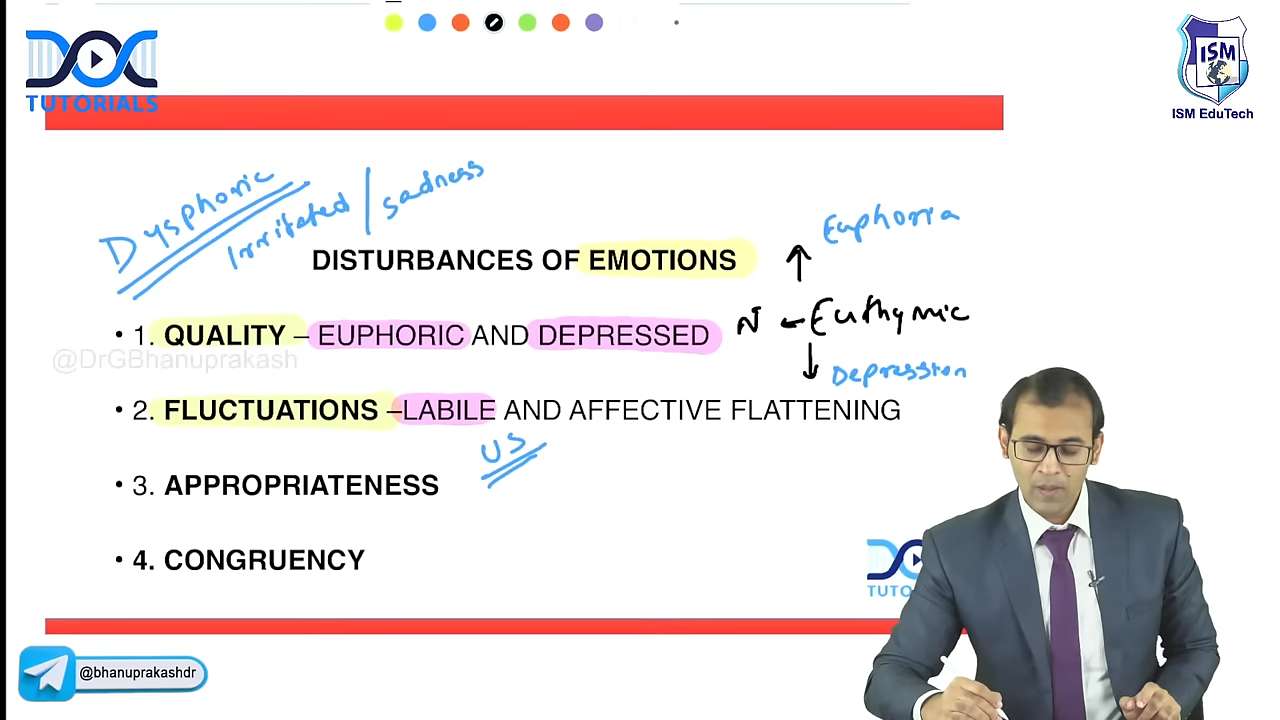 DOC
TUTORIALS
ISM
ISM EduTech
Dysphoric
Irritated / sadness
Euphoria
DISTURBANCES OF EMOTIONS
• 1. QUALITY – EUPHORIC AND DEPRESSED
N ← Euthymic
@DrGBhanuprakash
Depression
• 2. FLUCTUATIONS –LABILE AND AFFECTIVE FLATTENING
US
• 3. APPROPRIATENESS
• 4. CONGRUENCY
TUTO
@bhanuprakashdr